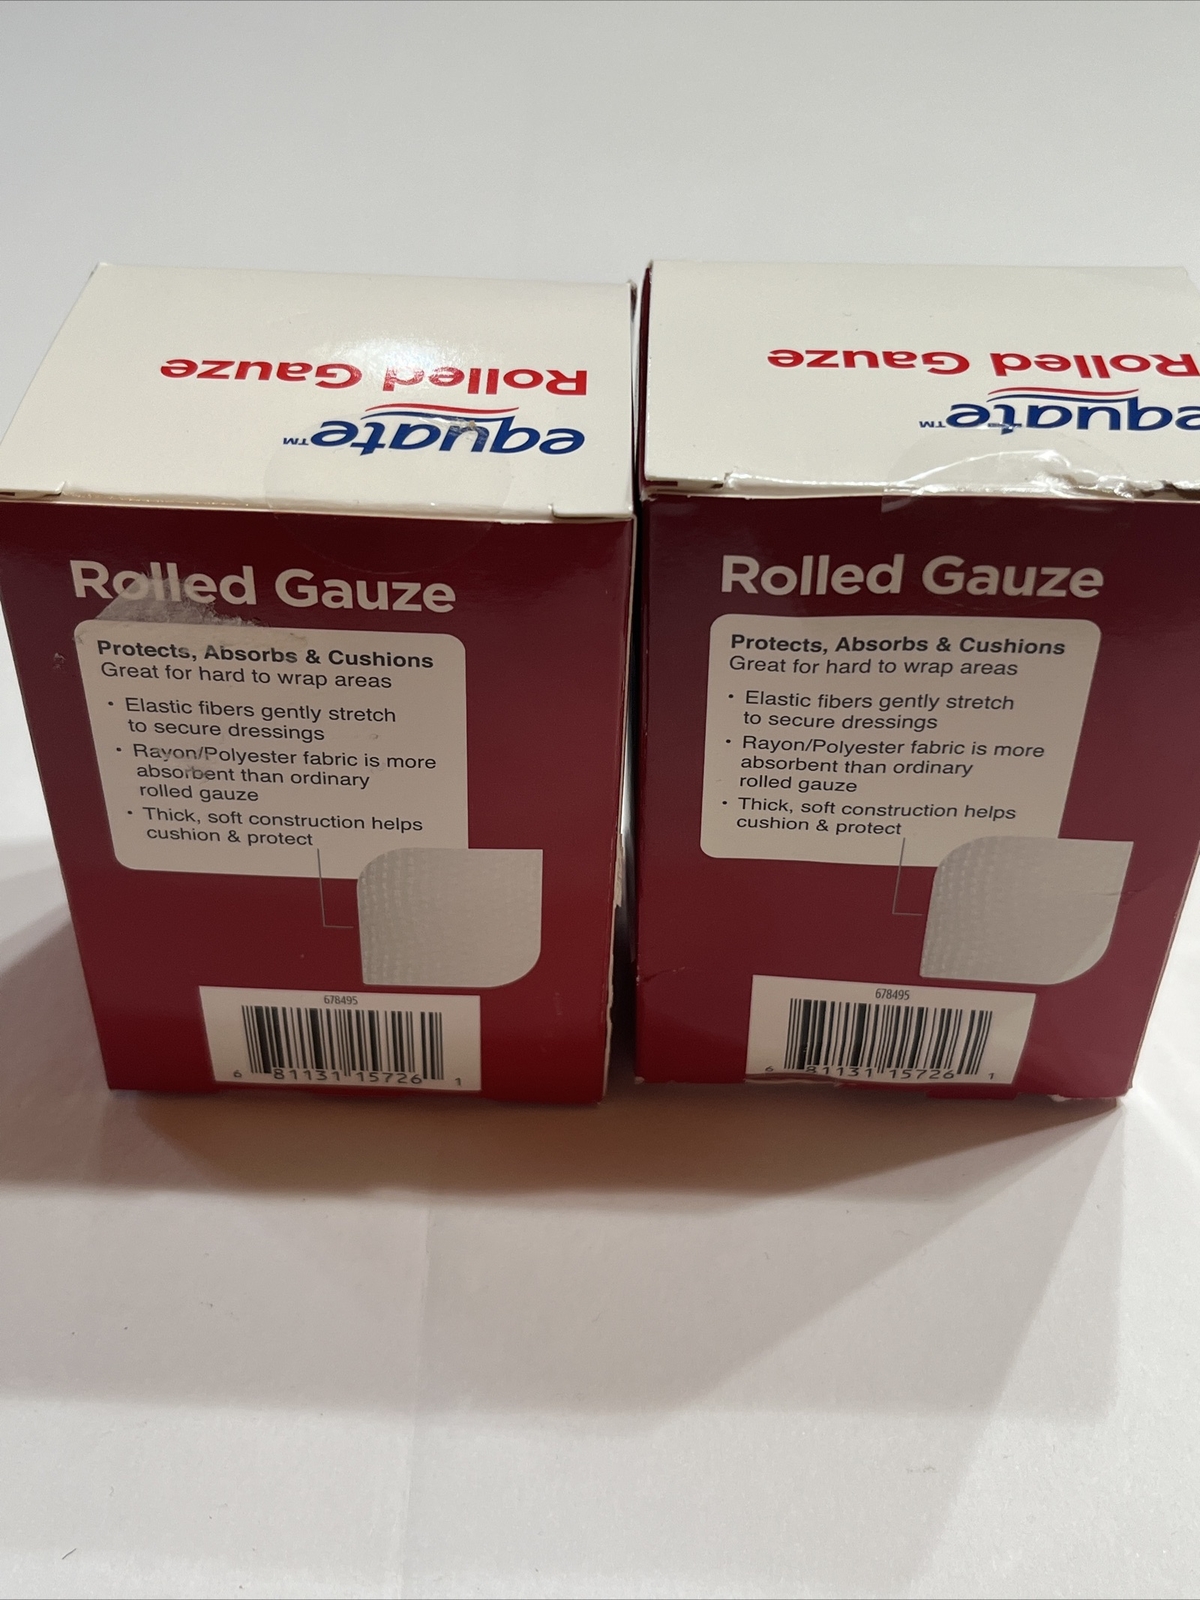 Rolled Gauze
equate™
Rolled Gauze
Protects, Absorbs & Cushions
Great for hard to wrap areas
• Elastic fibers gently stretch
to secure dressings
• Rayon/Polyester fabric is more
absorbent than ordinary
rolled gauze
• Thick, soft construction helps
cushion & protect
678495
6 81131 15726 1
Rolled Gauze
equate™
Rolled Gauze
Protects, Absorbs & Cushions
Great for hard to wrap areas
• Elastic fibers gently stretch
to secure dressings
• Rayon/Polyester fabric is more
absorbent than ordinary
rolled gauze
• Thick, soft construction helps
cushion & protect
678495
6 81131 15726 1